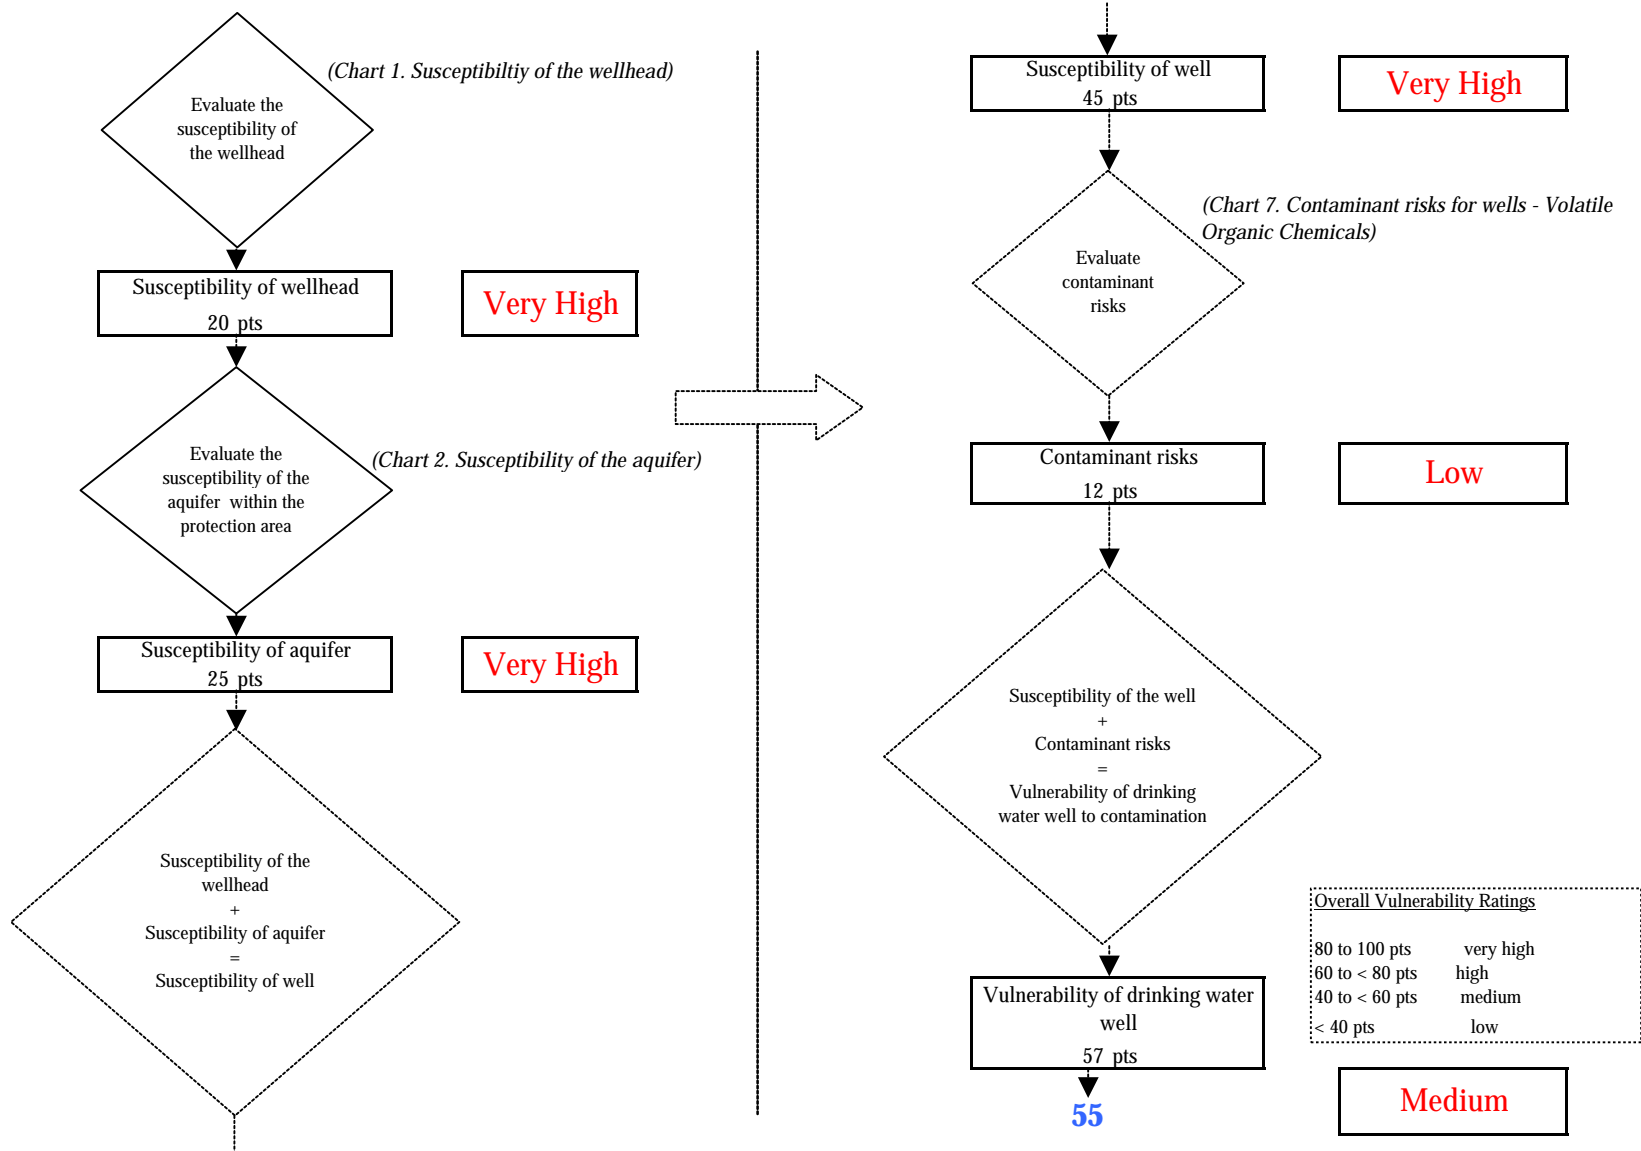 (Chart 1. Susceptibiltiy of the wellhead)
Evaluate the
susceptibility of
the wellhead
Susceptibility of wellhead
20 pts
Very High
Evaluate the
susceptibility of the
aquifer within the
protection area
(Chart 2. Susceptibility of the aquifer)
Susceptibility of aquifer
25 pts
Very High
Susceptibility of the
wellhead
+
Susceptibility of aquifer
=
Susceptibility of well
Susceptibility of well
45 pts
Very High
(Chart 7. Contaminant risks for wells - Volatile
Organic Chemicals)
Evaluate
contaminant
risks
Contaminant risks
12 pts
Low
Susceptibility of the well
+
Contaminant risks
=
Vulnerability of drinking
water well to contamination
Overall Vulnerability Ratings
80 to 100 pts very high
60 to < 80 pts high
40 to < 60 pts medium
< 40 pts low
Vulnerability of drinking water
well
57 pts
55
Medium